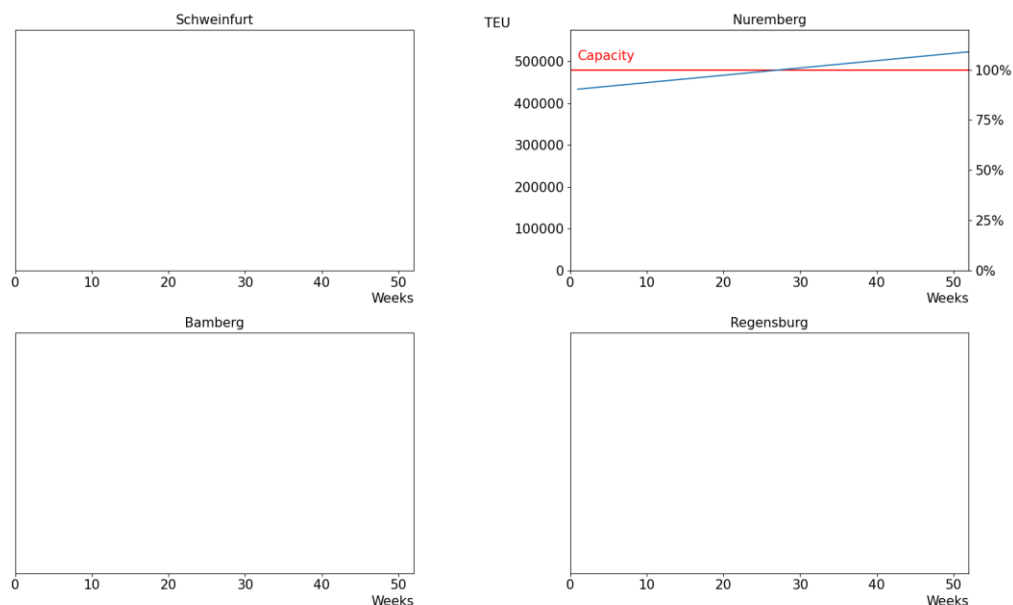 Schweinfurt
0 10 20 30 40 50
Weeks
TEU
Nuremberg
Capacity
500000
400000
300000
200000
100000
0
100%
75%
50%
25%
0%
0 10 20 30 40 50
Weeks
Bamberg
0 10 20 30 40 50
Weeks
Regensburg
0 10 20 30 40 50
Weeks